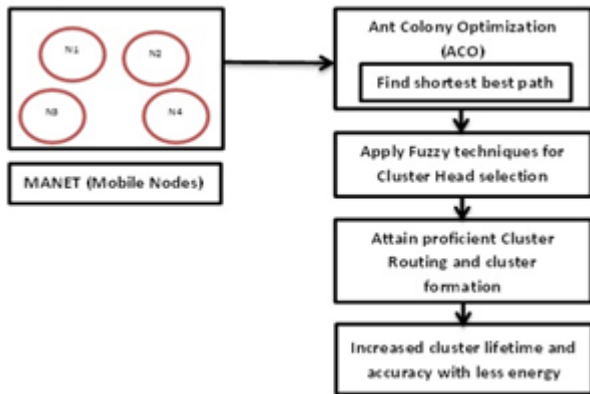 N1
N2
N3
N4
MANET (Mobile Nodes)
Ant Colony Optimization
(ACO)
Find shortest best path
Apply Fuzzy techniques for
Cluster Head selection
Attain proficient Cluster
Routing and cluster
formation
Increased cluster lifetime and
accuracy with less energy